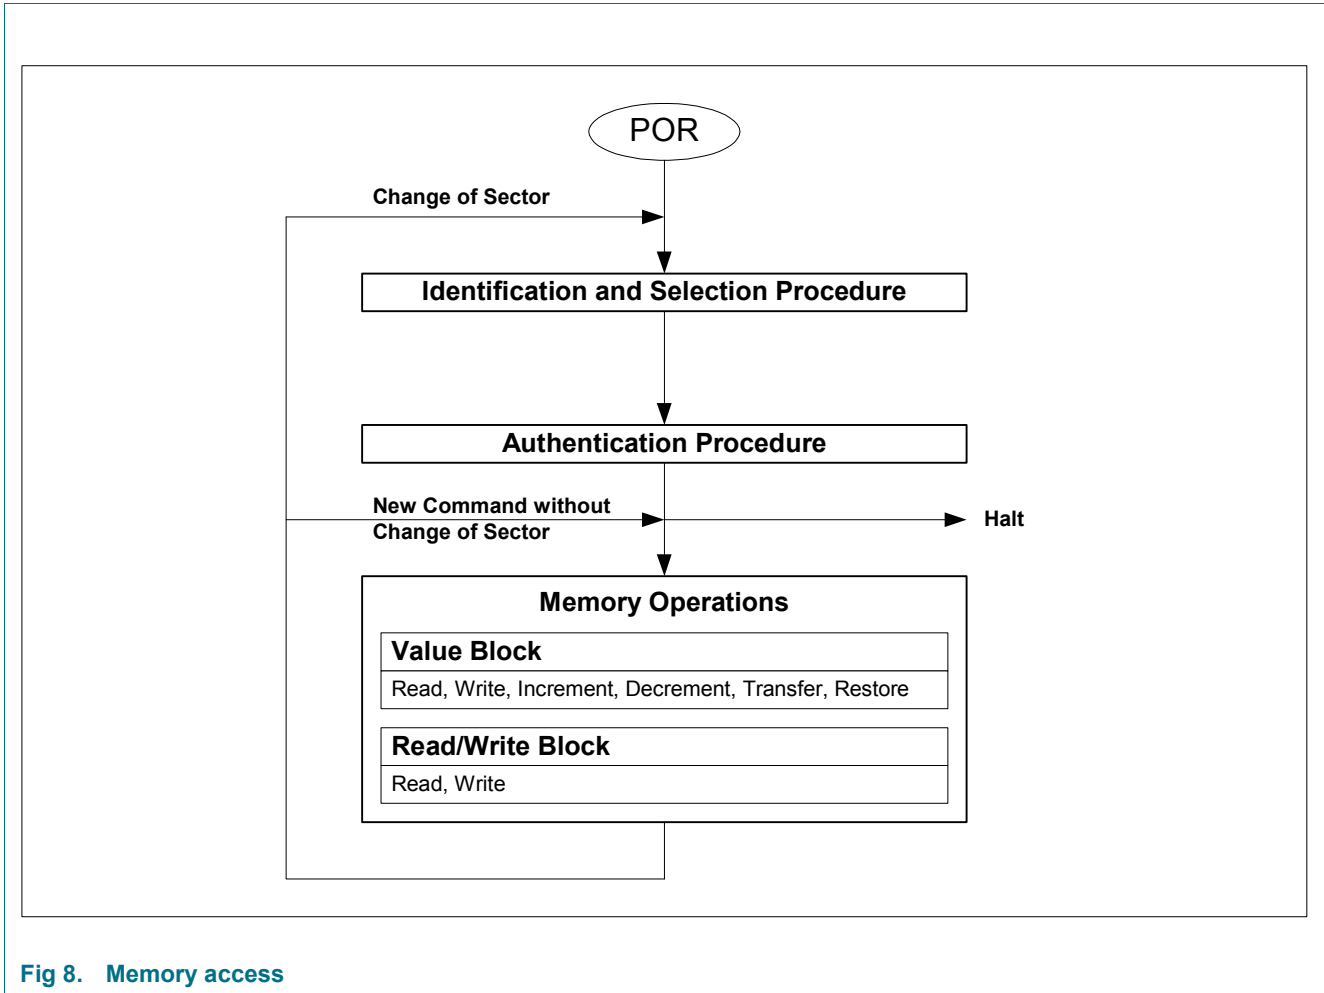 POR
Change of Sector
Identification and Selection Procedure
Authentication Procedure
New Command without
Change of Sector
Halt
Memory Operations
Value Block
Read, Write, Increment, Decrement, Transfer, Restore
Read/Write Block
Read, Write
Fig 8. Memory access